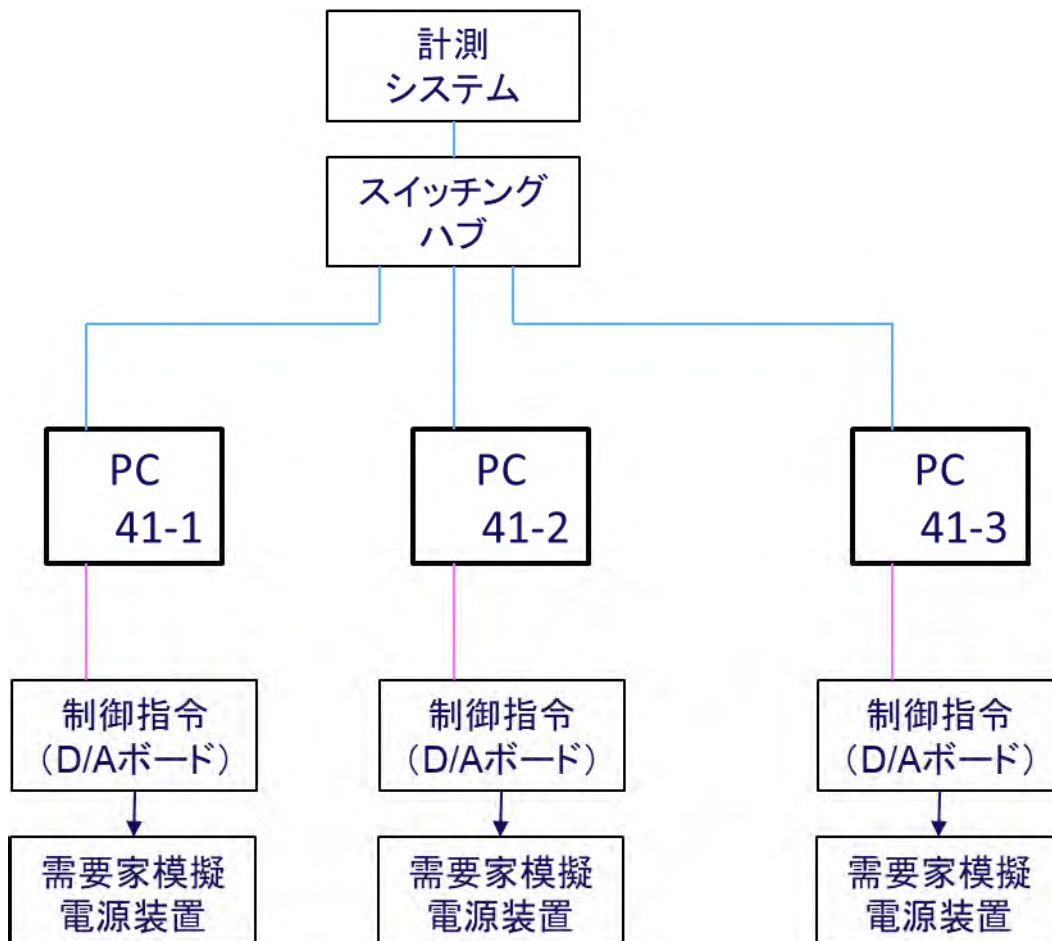 計測
システム
スイッチング
ハブ
PC
41-1
PC
41-2
PC
41-3
制御指令
（D/Aボード）
制御指令
（D/Aボード）
制御指令
（D/Aボード）
需要家模擬
電源装置
需要家模擬
電源装置
需要家模擬
電源装置